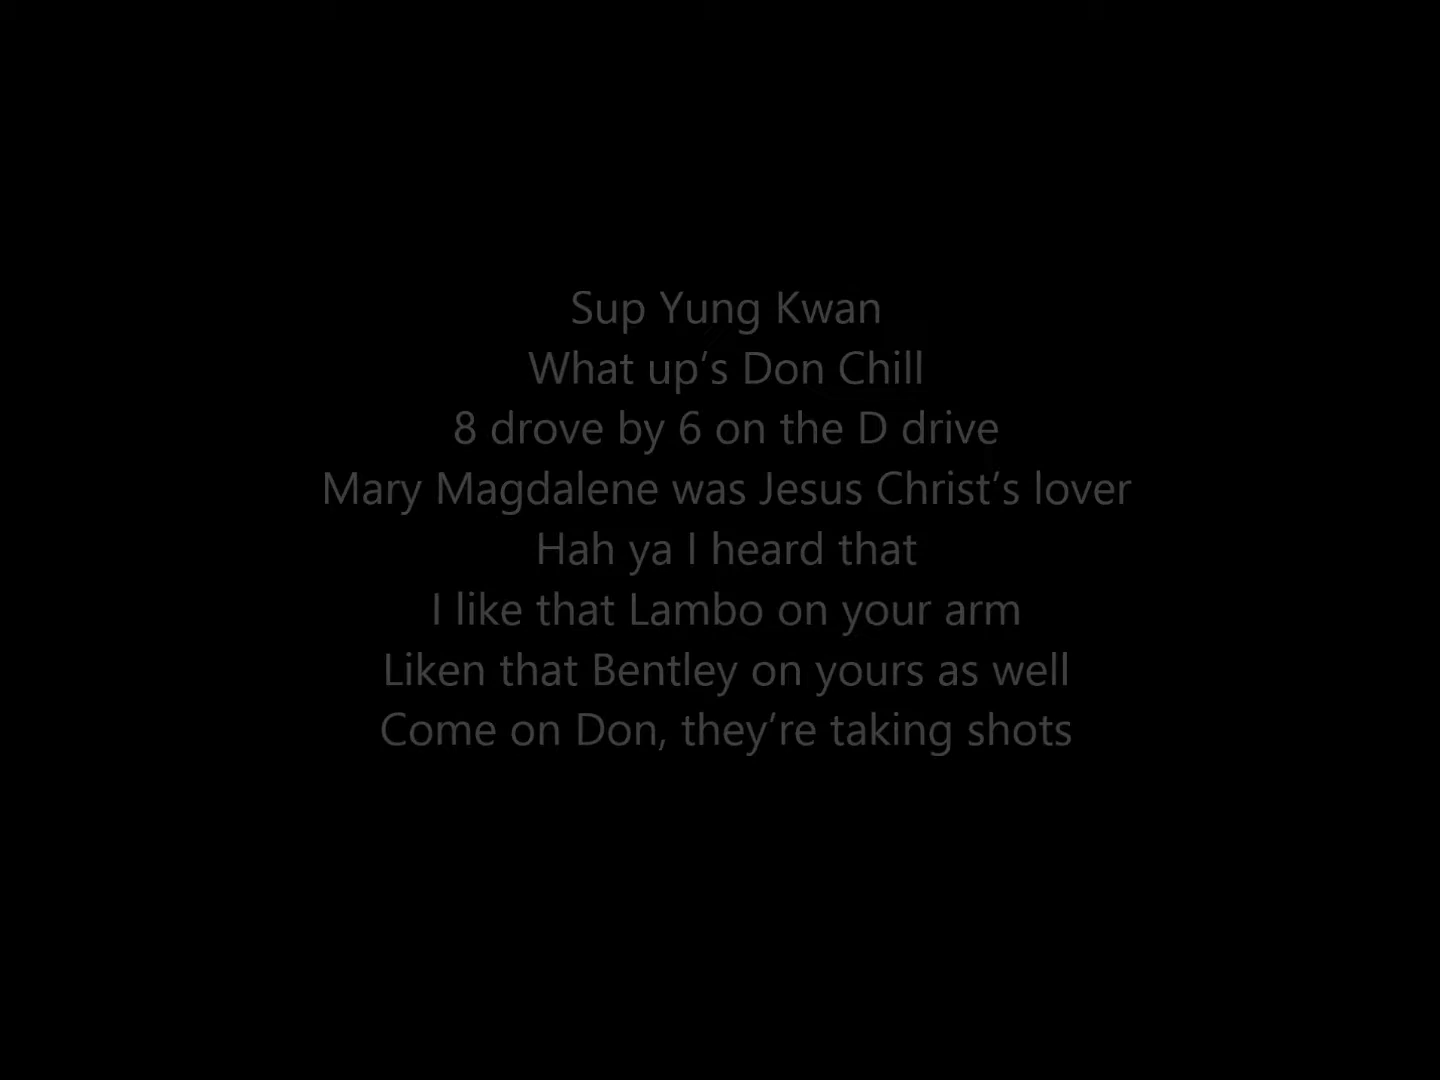 Sup Yung Kwan
What up’s Don Chill
8 drove by 6 on the D drive
Mary Magdalene was Jesus Christ’s lover
Hah ya I heard that
I like that Lambo on your arm
Liken that Bentley on yours as well
Come on Don, they’re taking shots